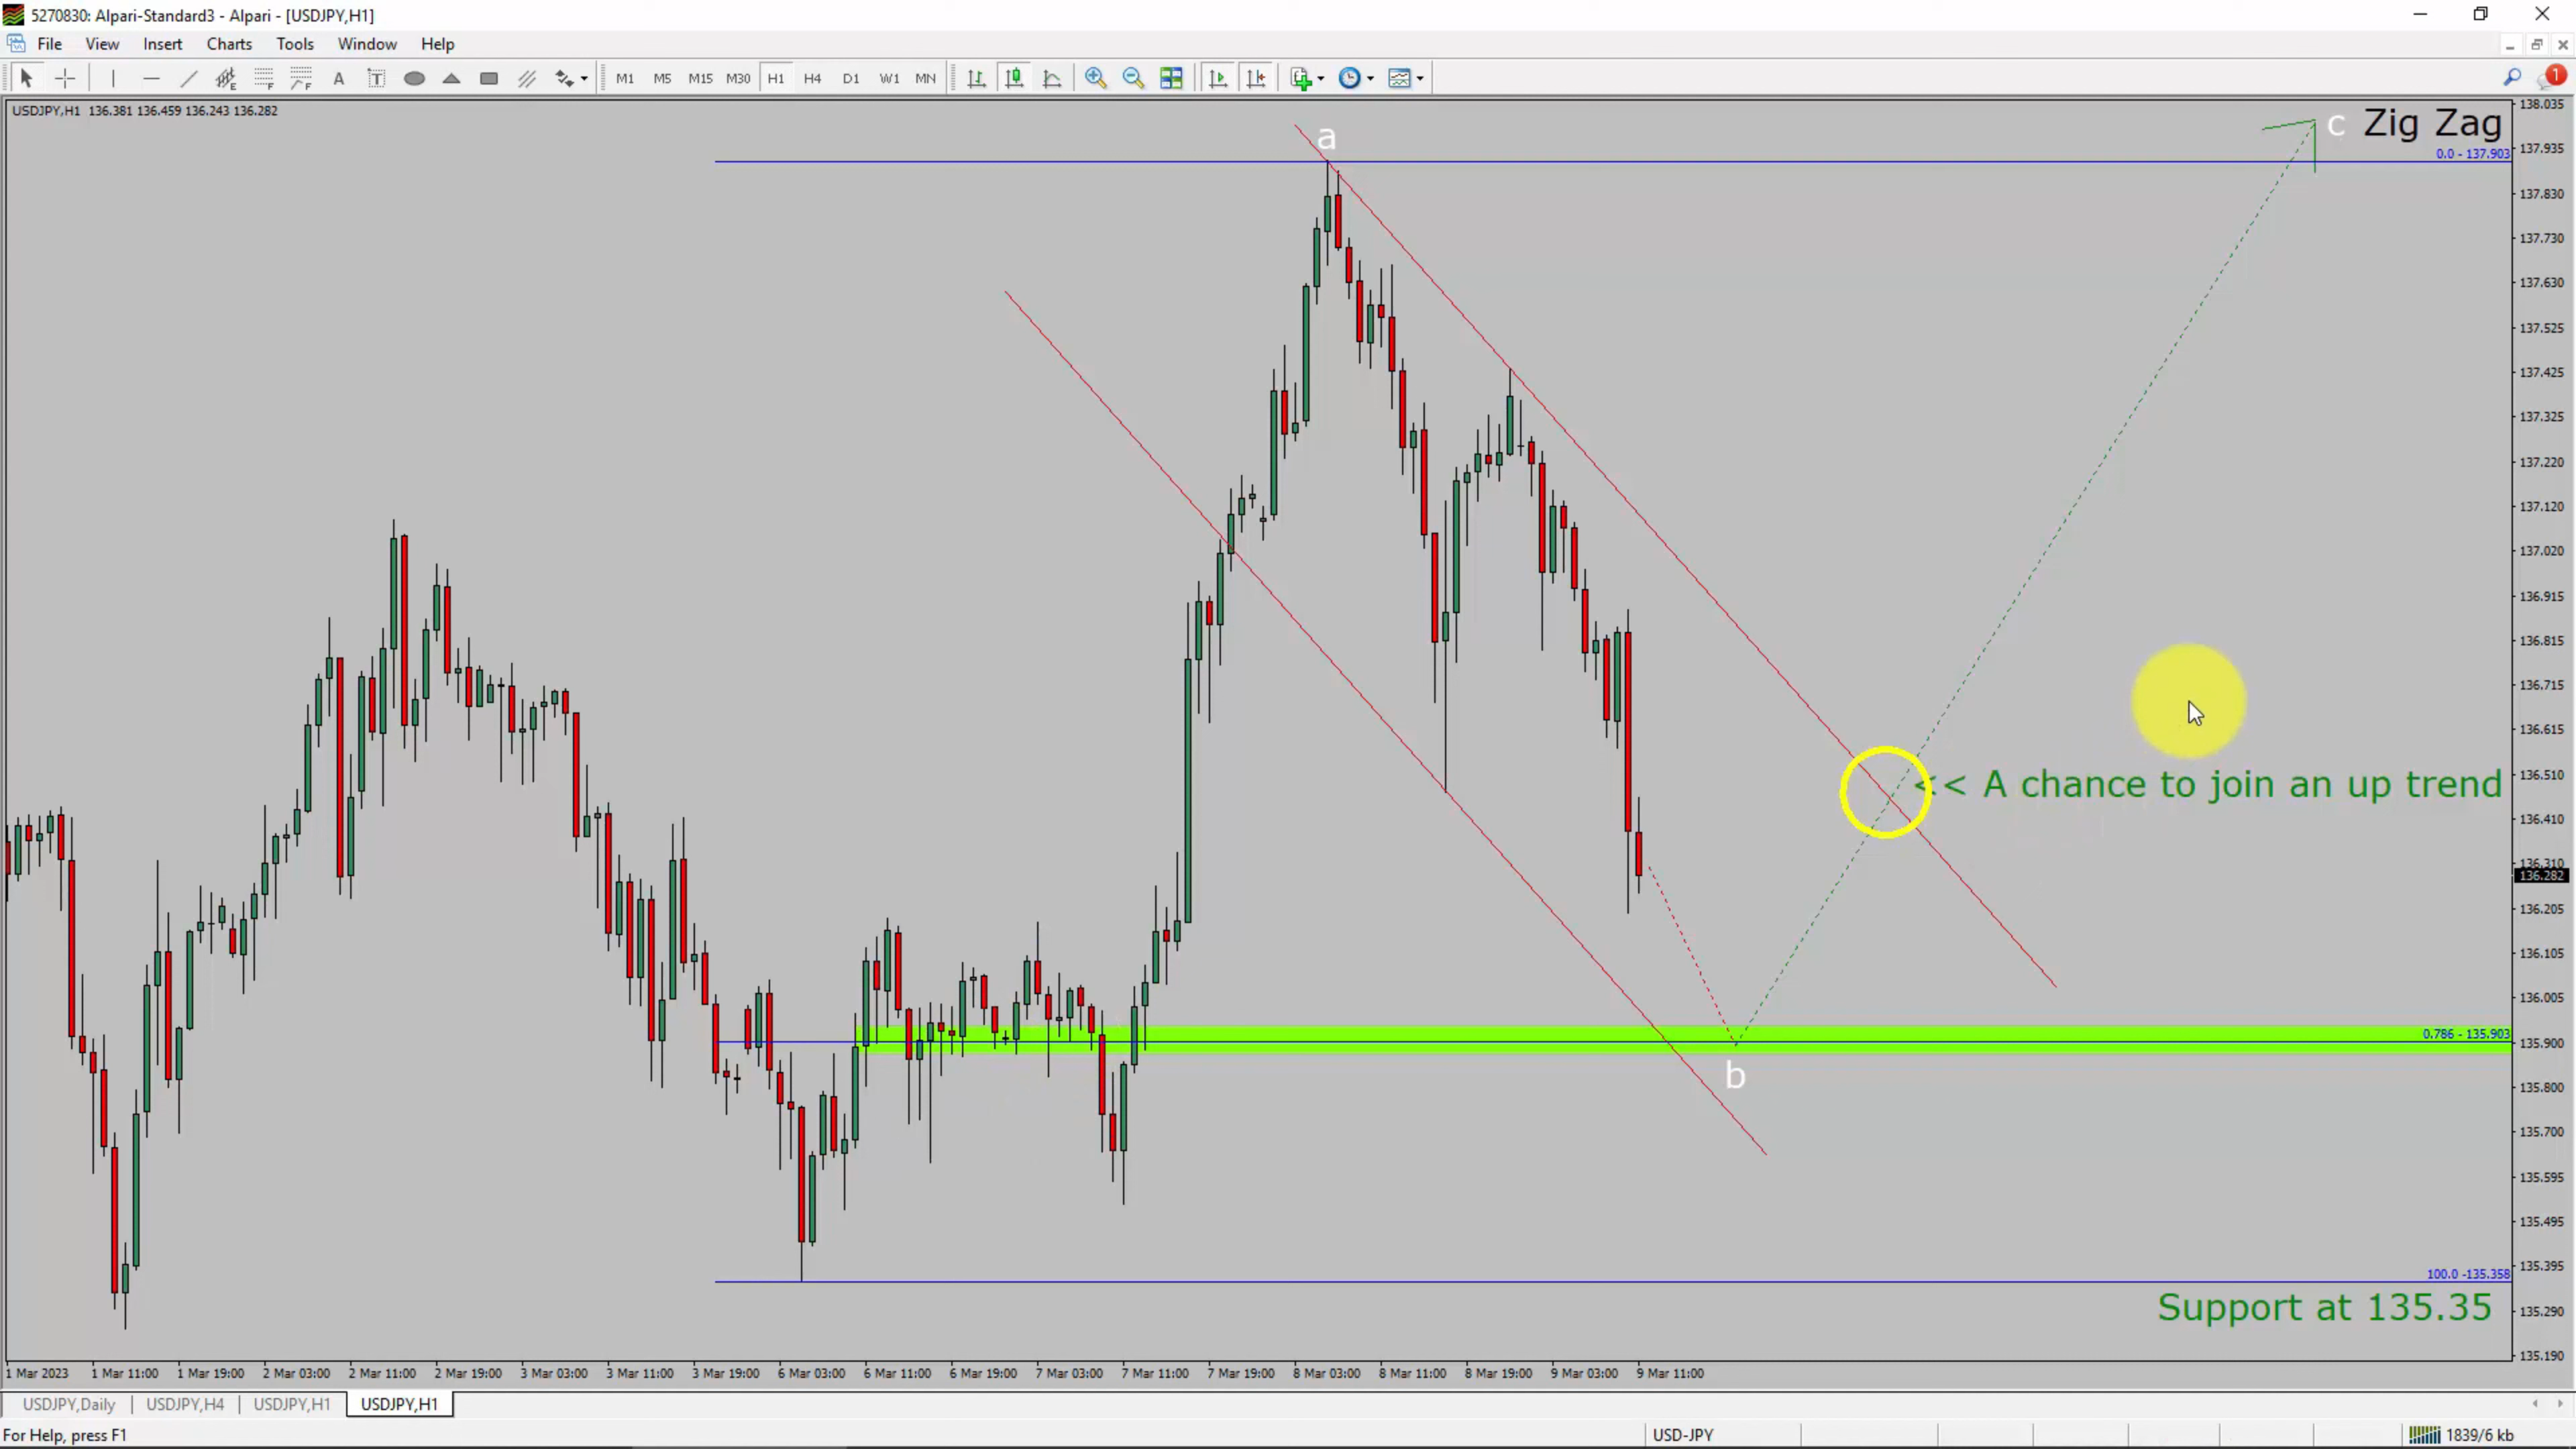 5270830: Alpari-Standard3 - Alpari - [USDJPY,H1]
File View Insert Charts Tools Window Help
A T M1 M5 M15 M30 H1 H4 D1 W1 MN 1
USDJPY,H1 136.381 136.459 136.243 136.282
a
c Zig Zag
0.0 - 137.903
<< A chance to join an up trend
0.786 - 135.903
b
100.0 -135.358
Support at 135.35
138.035
137.935
137.830
137.730
137.630
137.525
137.425
137.325
137.220
137.120
137.020
136.915
136.815
136.715
136.615
136.510
136.410
136.310
136.282
136.205
136.105
136.005
135.900
135.800
135.700
135.595
135.495
135.395
135.290
135.190
1 Mar 2023 1 Mar 11:00 1 Mar 19:00 2 Mar 03:00 2 Mar 11:00 2 Mar 19:00 3 Mar 03:00 3 Mar 11:00 3 Mar 19:00 6 Mar 03:00 6 Mar 11:00 6 Mar 19:00 7 Mar 03:00 7 Mar 11:00 7 Mar 19:00 8 Mar 03:00 8 Mar 11:00 8 Mar 19:00 9 Mar 03:00 9 Mar 11:00
USDJPY,Daily USDJPY,H4 USDJPY,H1 USDJPY,H1
For Help, press F1 USD-JPY 1839/6 kb